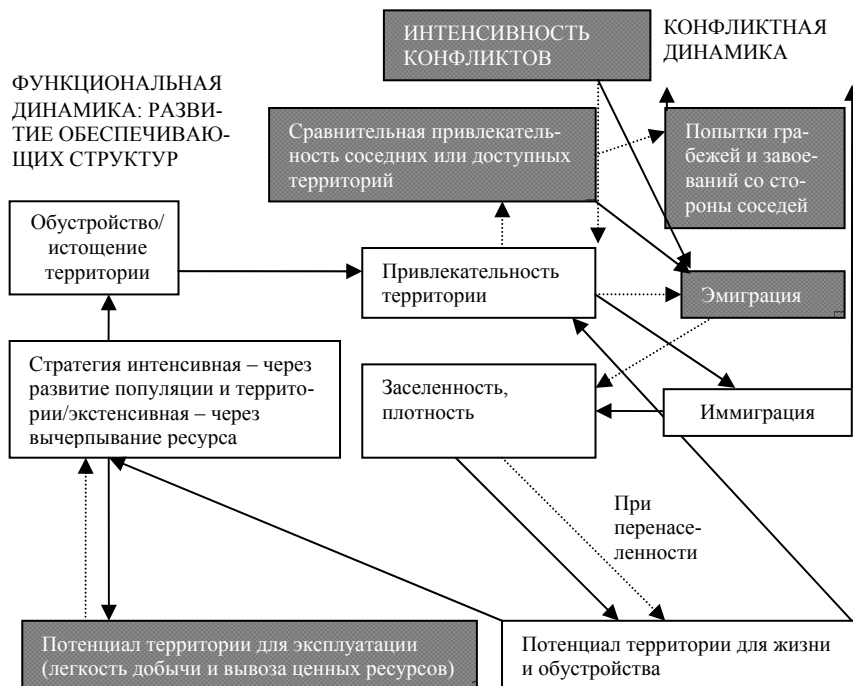 ИНТЕНСИВНОСТЬ
КОНФЛИКТОВ
КОНФЛИКТНАЯ
ДИНАМИКА
ФУНКЦИОНАЛЬНАЯ
ДИНАМИКА: РАЗВИ-
ТИЕ ОБЕСПЕЧИВАЮ-
ЩИХ СТРУКТУР
Сравнительная привлекатель-
ность соседних или доступных
территорий
Попытки гра-
бежей и завое-
ваний со сто-
роны соседей
Обустройство/
истощение
территории
Привлекательность
территории
Эмиграция
Стратегия интенсивная – через
развитие популяции и террито-
рии/экстенсивная – через
вычерпывание ресурса
Заселенность,
плотность
Иммиграция
При
перенасе-
ленности
Потенциал территории для эксплуатации
(легкость добычи и вывоза ценных ресурсов)
Потенциал территории для жизни
и обустройства